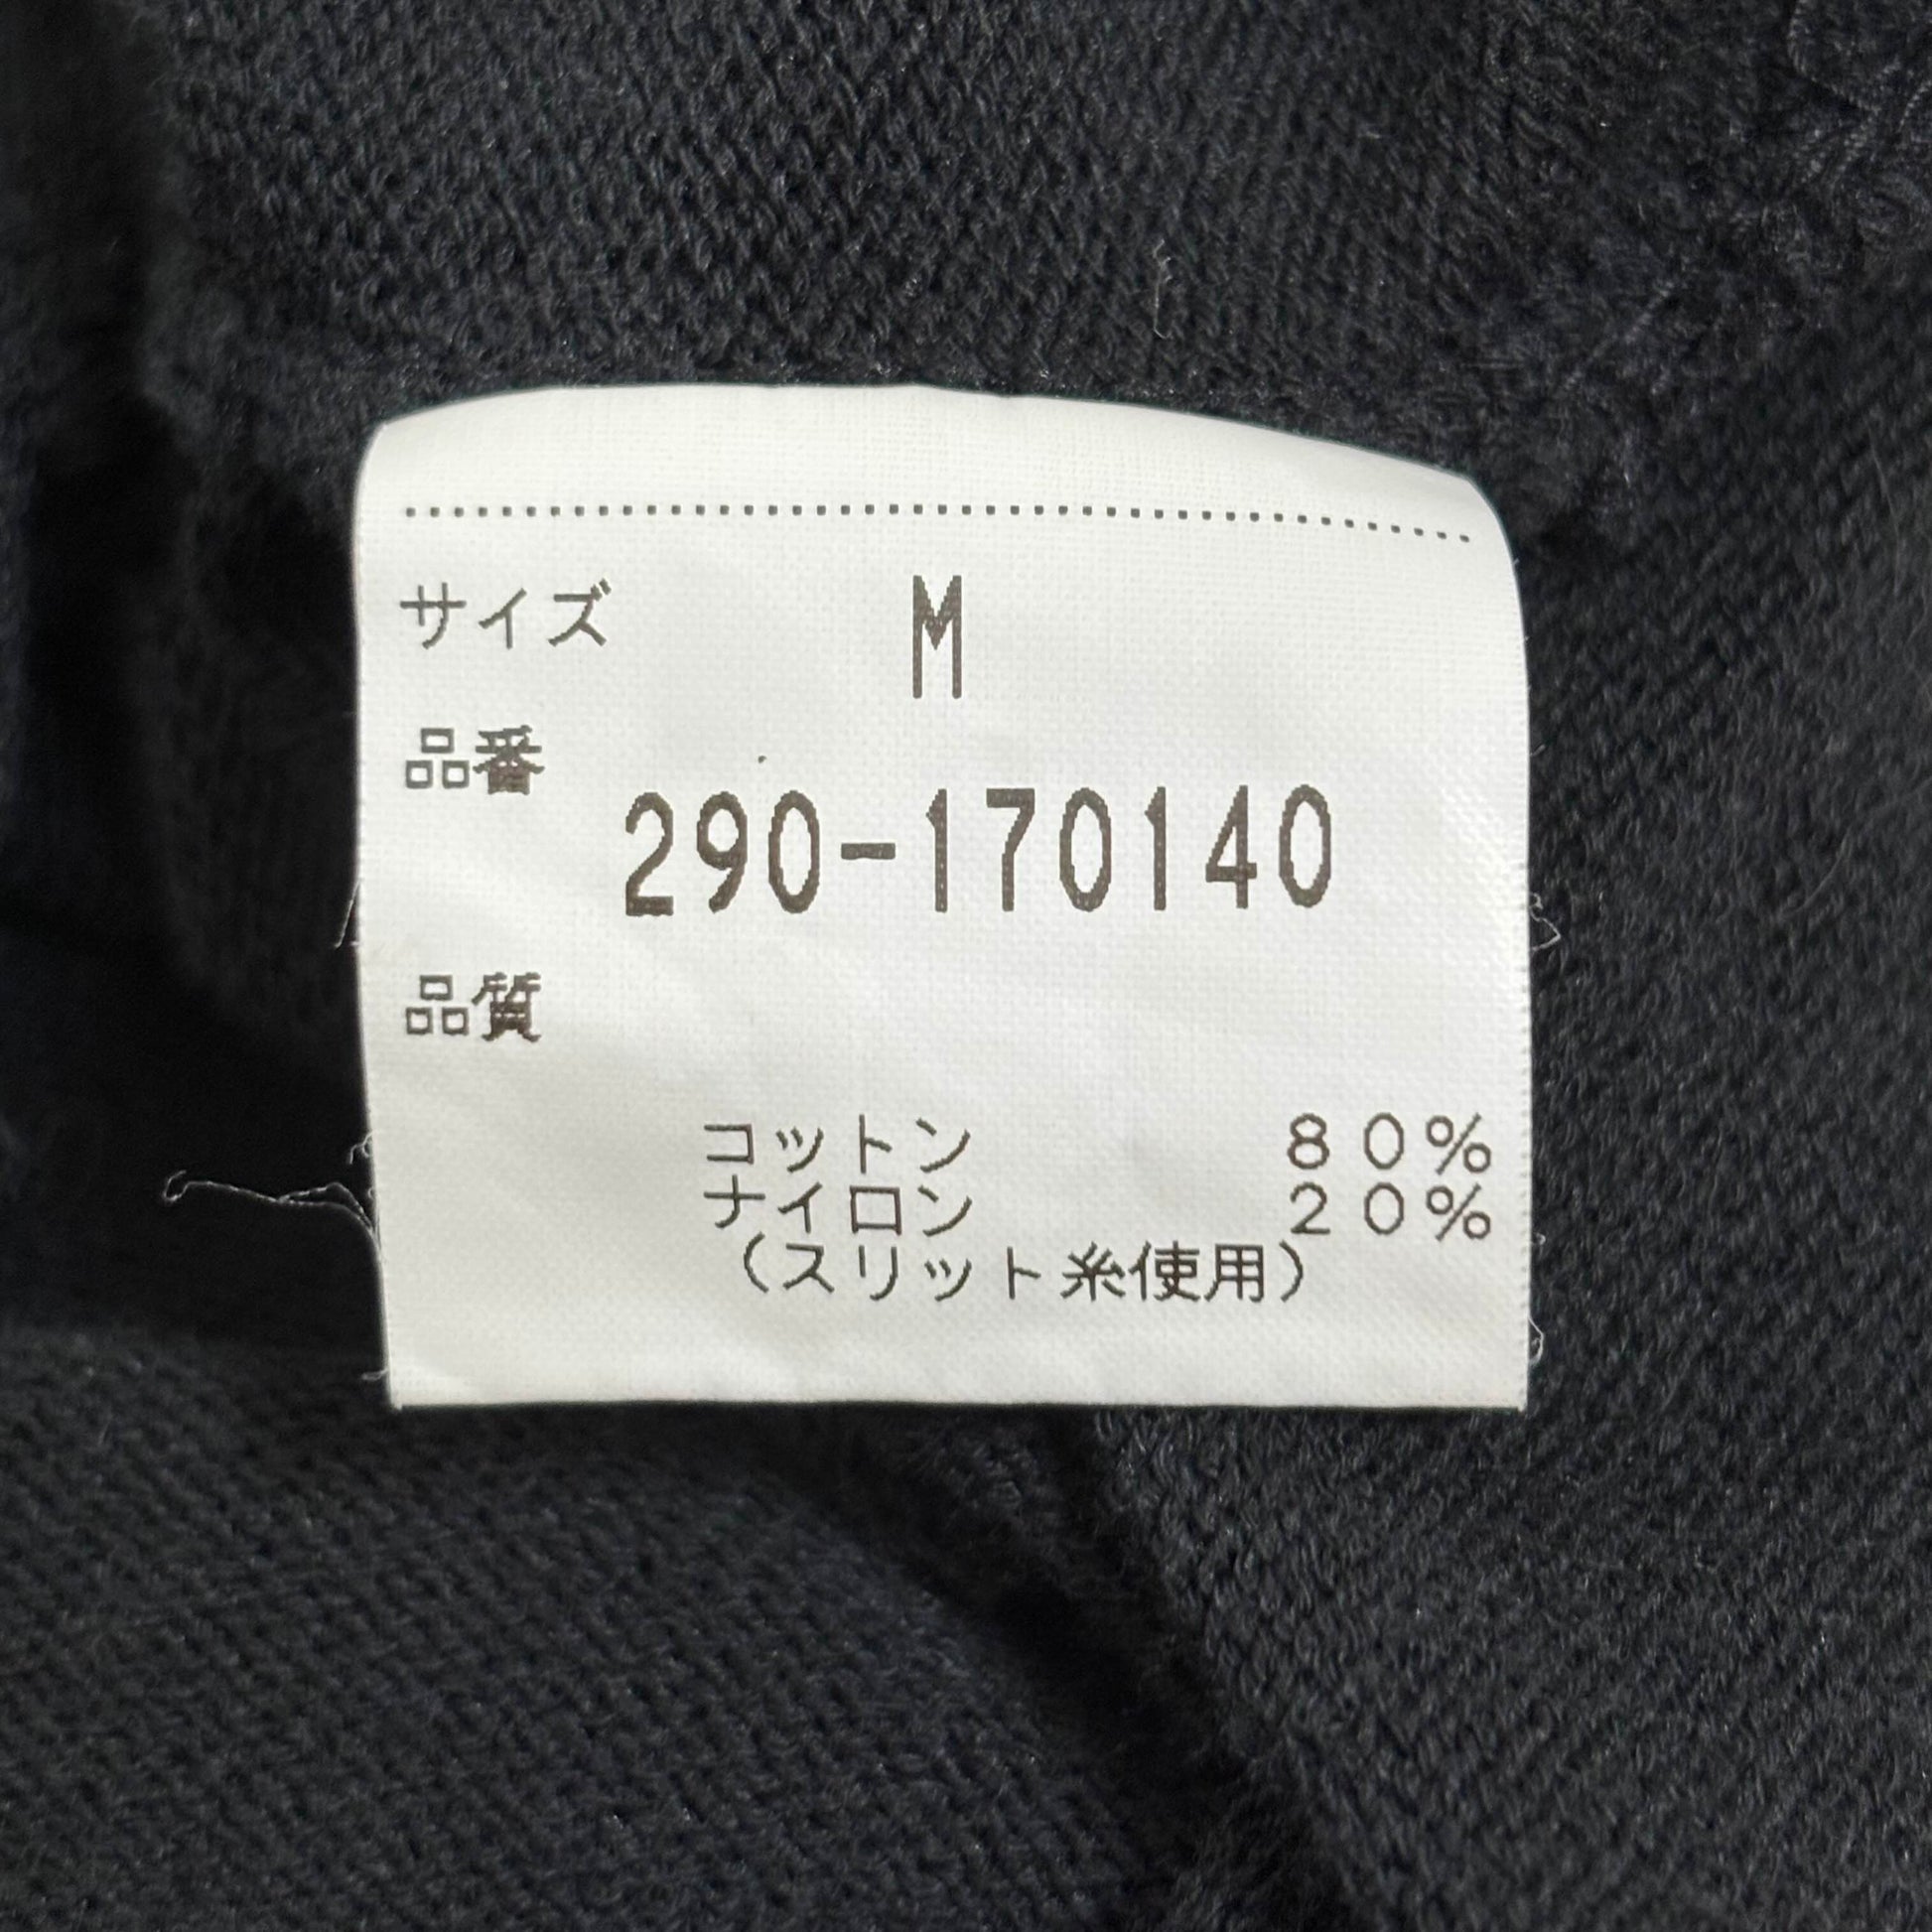 サイズ M
品番
290-170140
品質
コットン 80%
ナイロン 20%
(スリット糸使用)